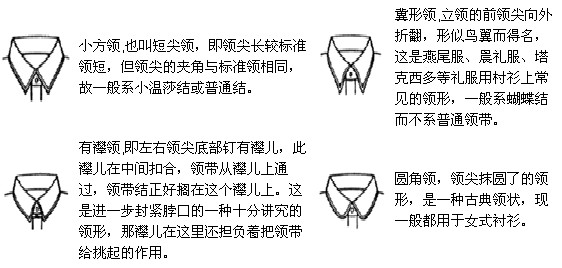 小方领,也叫短尖领，即领尖长较标准
领短，但领尖的夹角与标准领相同，
故一般系小温莎结或普通结。
冀形领,立领的前领尖向外
折翻，形似鸟翼而得名，
这是燕尾服、晨礼服、塔
克西多等礼服用村衫上常
见的领形，一般系蝴蝶结
而不系普通领带。
有襻领,即左右领尖底部钉有襻儿，此
襻儿在中间扣合，领带从襻儿上通
过，领带结正好搁在这个襻儿上。这
是进一步封紧脖口的一种十分讲究的
领形，那襻儿在这里还担负着把领带
给挑起的作用。
圆角领，领尖抹圆了的领
形，是一种古典领状，现
一般都用于女式衬衫。